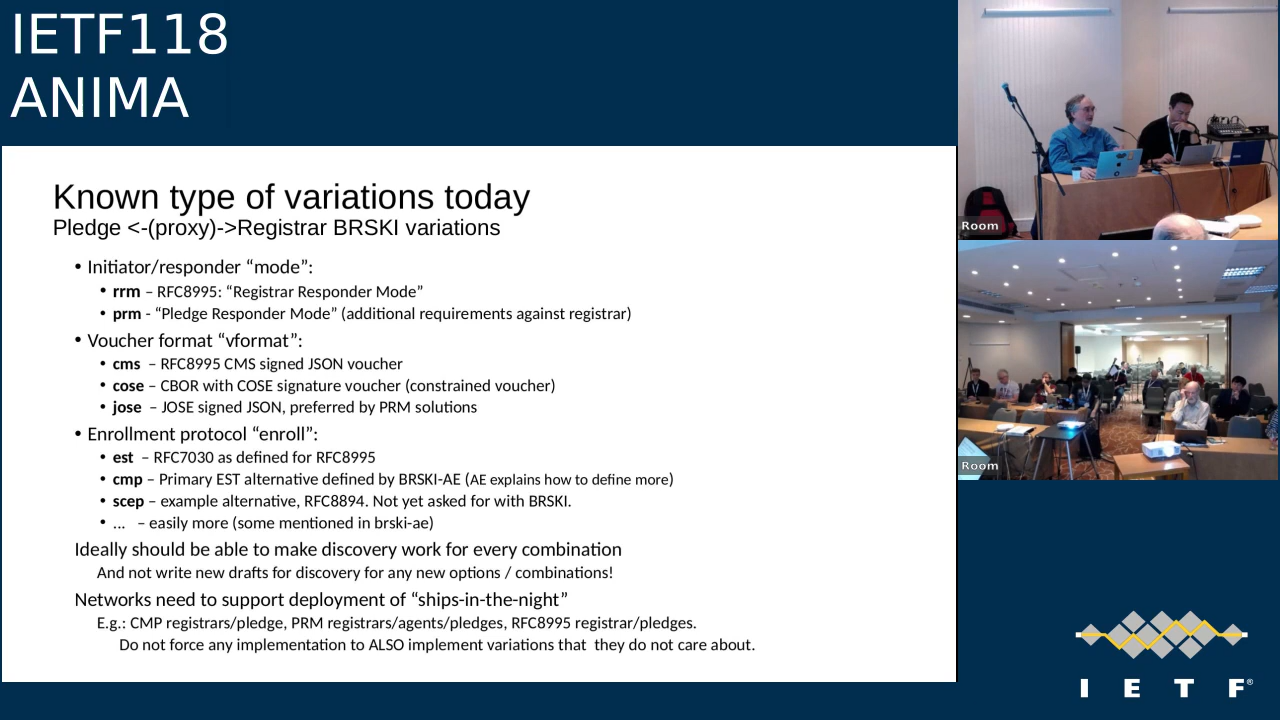 IETF118
ANIMA
Known type of variations today
Pledge <-(proxy)->Registrar BRSKI variations
• Initiator/responder “mode”:
• rrm – RFC8995: “Registrar Responder Mode”
• prm - “Pledge Responder Mode” (additional requirements against registrar)
• Voucher format “vformat”:
• cms – RFC8995 CMS signed JSON voucher
• cose – CBOR with COSE signature voucher (constrained voucher)
• jose – JOSE signed JSON, preferred by PRM solutions
• Enrollment protocol “enroll”:
• est – RFC7030 as defined for RFC8995
• cmp – Primary EST alternative defined by BRSKI-AE (AE explains how to define more)
• scep – example alternative, RFC8894. Not yet asked for with BRSKI.
• ... – easily more (some mentioned in brski-ae)
Ideally should be able to make discovery work for every combination
And not write new drafts for discovery for any new options / combinations!
Networks need to support deployment of “ships-in-the-night”
E.g.: CMP registrars/pledge, PRM registrars/agents/pledges, RFC8995 registrar/pledges.
Do not force any implementation to ALSO implement variations that they do not care about.
Room
Room
I E T F®